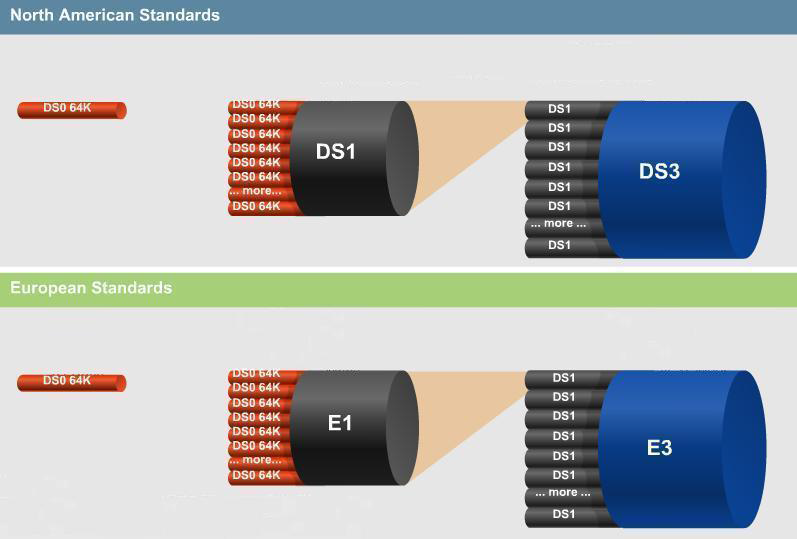 North American Standards
DS0 64K
DS0 64K
DS0 64K
DS0 64K
DS0 64K
DS0 64K
DS0 64K
... more...
DS0 64K
DS1
DS1
DS1
DS1
DS1
DS1
DS1
... more ...
DS1
DS3
European Standards
DS0 64K
DS0 64K
DS0 64K
DS0 64K
DS0 64K
DS0 64K
DS0 64K
... more...
DS0 64K
E1
DS1
DS1
DS1
DS1
DS1
DS1
... more ...
DS1
E3